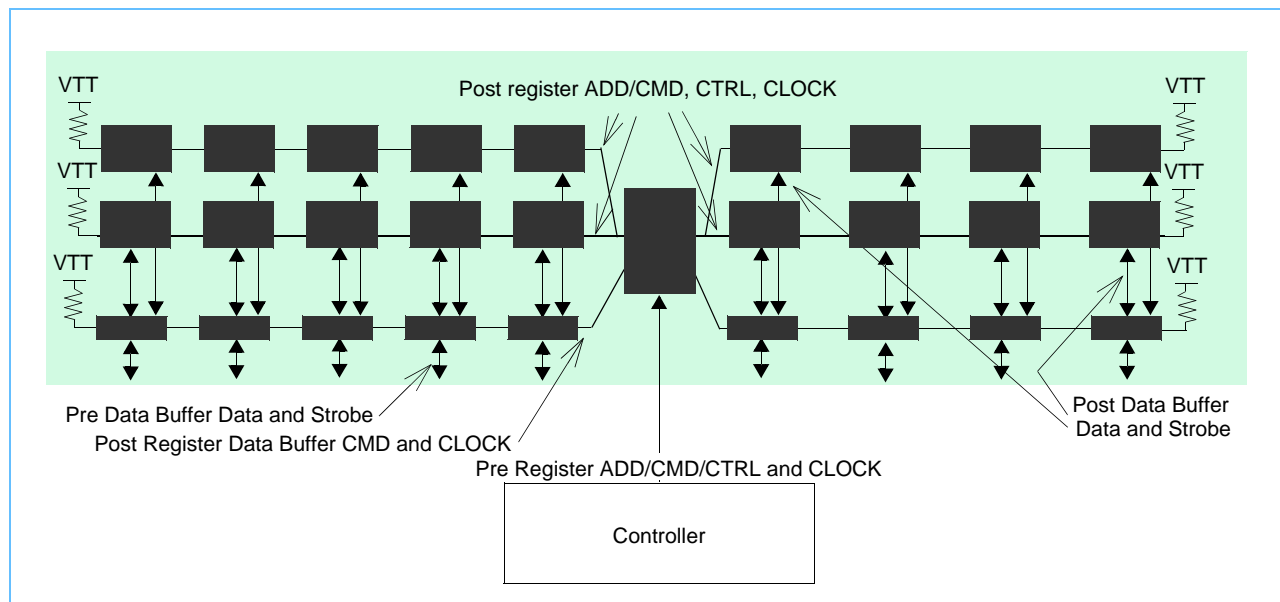 VTT
Post register ADD/CMD, CTRL, CLOCK
VTT
VTT
VTT
VTT
VTT
Pre Data Buffer Data and Strobe
Post Register Data Buffer CMD and CLOCK
Post Data Buffer
Data and Strobe
Pre Register ADD/CMD/CTRL and CLOCK
Controller